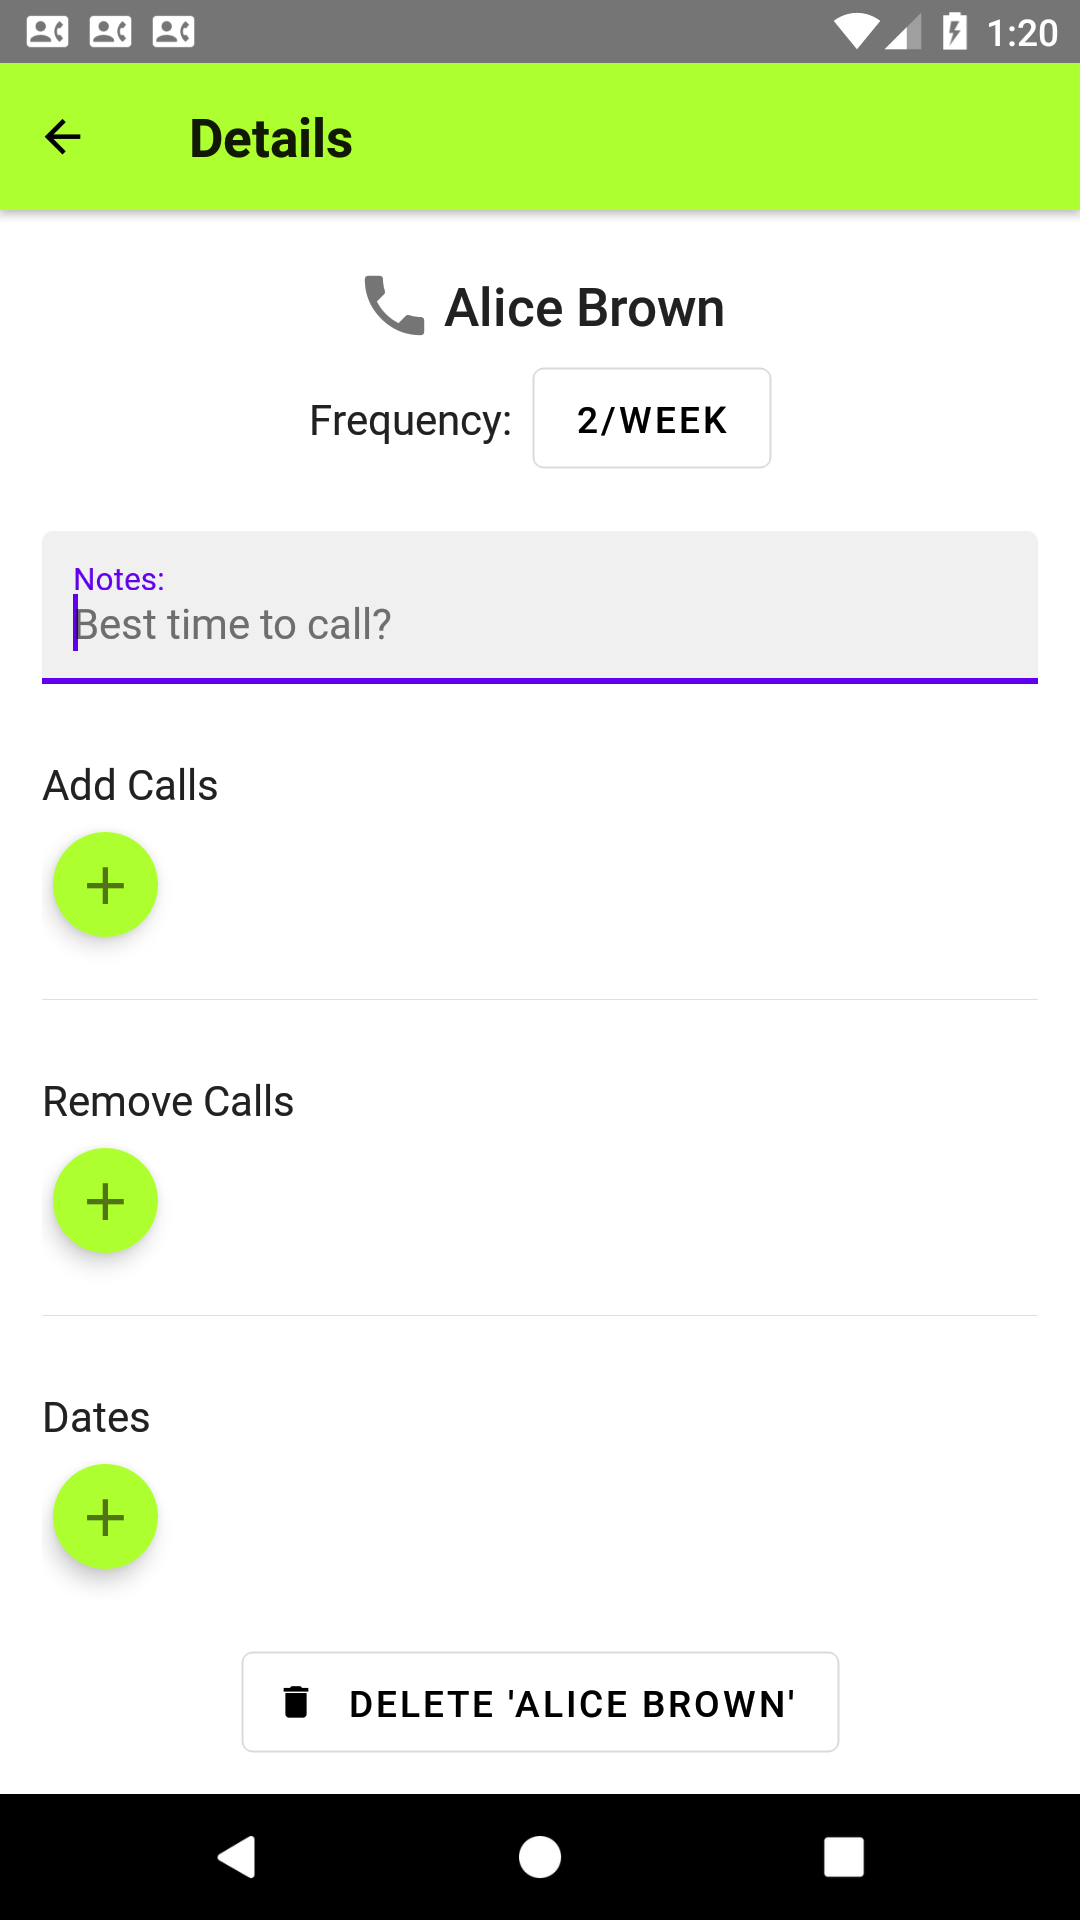 1:20
Details
Alice Brown
Frequency: 2/WEEK
Notes:
Best time to call?
Add Calls
Remove Calls
Dates
DELETE 'ALICE BROWN'